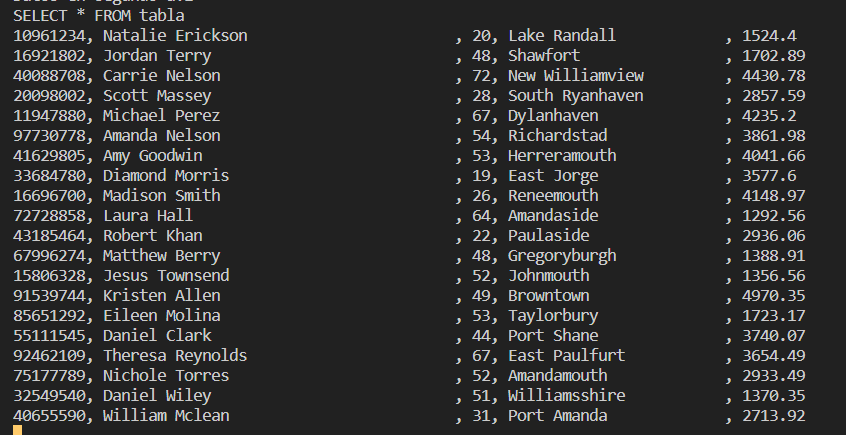 SELECT * FROM tabla
10961234, Natalie Erickson , 20, Lake Randall , 1524.4
16921802, Jordan Terry , 48, Shawfort , 1702.89
40088708, Carrie Nelson , 72, New Williamview , 4430.78
20098002, Scott Massey , 28, South Ryanhaven , 2857.59
11947880, Michael Perez , 67, Dylanhaven , 4235.2
97730778, Amanda Nelson , 54, Richardstad , 3861.98
41629805, Amy Goodwin , 53, Herreramouth , 4041.66
33684780, Diamond Morris , 19, East Jorge , 3577.6
16696700, Madison Smith , 26, Reneemouth , 4148.97
72728858, Laura Hall , 64, Amandaside , 1292.56
43185464, Robert Khan , 22, Paulaside , 2936.06
67996274, Matthew Berry , 48, Gregoryburgh , 1388.91
15806328, Jesus Townsend , 52, Johnmouth , 1356.56
91539744, Kristen Allen , 49, Browntown , 4970.35
85651292, Eileen Molina , 53, Taylorbury , 1723.17
55111545, Daniel Clark , 44, Port Shane , 3740.07
92462109, Theresa Reynolds , 67, East Paulfurt , 3654.49
75177789, Nichole Torres , 52, Amandamouth , 2933.49
32549540, Daniel Wiley , 51, Williamsshire , 1370.35
40655590, William Mclean , 31, Port Amanda , 2713.92